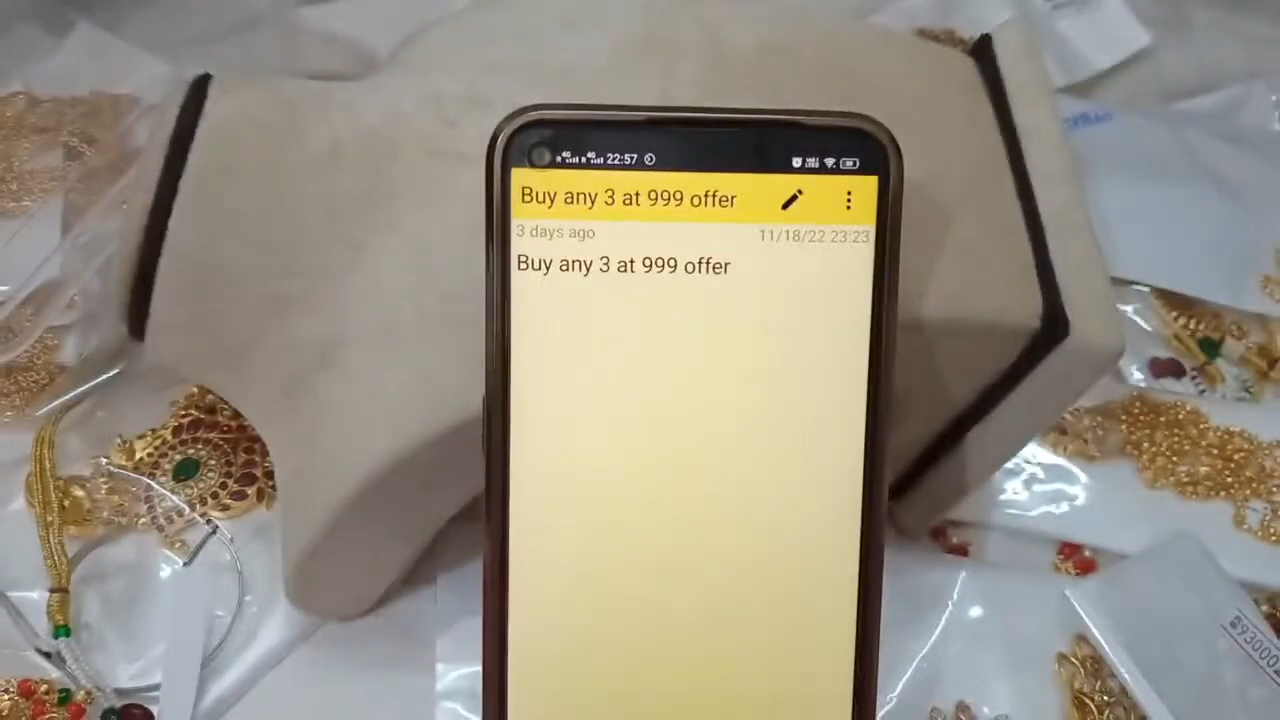 22:57
Buy any 3 at 999 offer
3 days ago 11/18/22 23:23
Buy any 3 at 999 offer